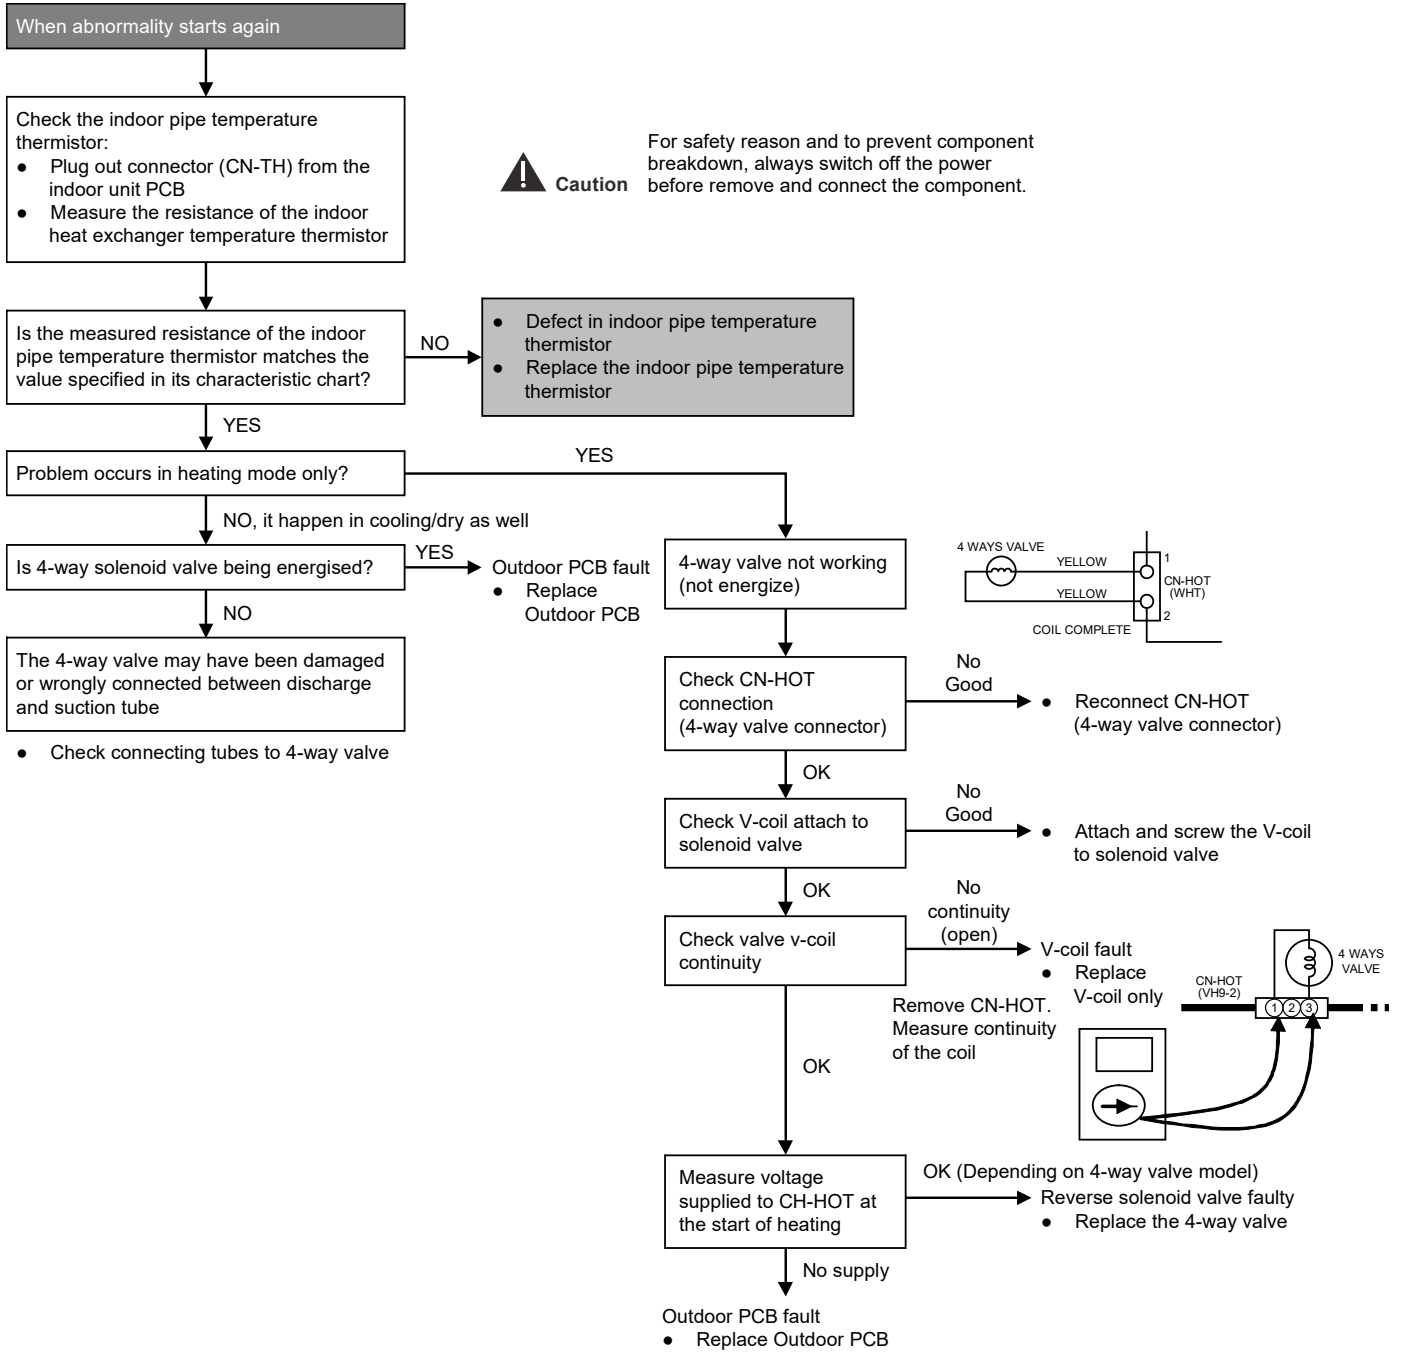 When abnormality starts again
Check the indoor pipe temperature
thermistor:
● Plug out connector (CN-TH) from the
indoor unit PCB
● Measure the resistance of the indoor
heat exchanger temperature thermistor
Caution
For safety reason and to prevent component
breakdown, always switch off the power
before remove and connect the component.
Is the measured resistance of the indoor
pipe temperature thermistor matches the
value specified in its characteristic chart?
NO
● Defect in indoor pipe temperature
thermistor
● Replace the indoor pipe temperature
thermistor
YES
Problem occurs in heating mode only?
YES
NO, it happen in cooling/dry as well
Is 4-way solenoid valve being energised?
YES
Outdoor PCB fault
● Replace
Outdoor PCB
NO
The 4-way valve may have been damaged
or wrongly connected between discharge
and suction tube
● Check connecting tubes to 4-way valve
4-way valve not working
(not energize)
4 WAYS VALVE
YELLOW
YELLOW
1
CN-HOT
(WHT)
2
COIL COMPLETE
Check CN-HOT
connection
(4-way valve connector)
No
Good
● Reconnect CN-HOT
(4-way valve connector)
OK
Check V-coil attach to
solenoid valve
No
Good
● Attach and screw the V-coil
to solenoid valve
OK
Check valve v-coil
continuity
No
continuity
(open)
V-coil fault
● Replace
V-coil only
Remove CN-HOT.
Measure continuity
of the coil
4 WAYS
VALVE
CN-HOT
(VH9-2)
1 2 3
OK
Measure voltage
supplied to CH-HOT at
the start of heating
OK (Depending on 4-way valve model)
Reverse solenoid valve faulty
● Replace the 4-way valve
No supply
Outdoor PCB fault
● Replace Outdoor PCB